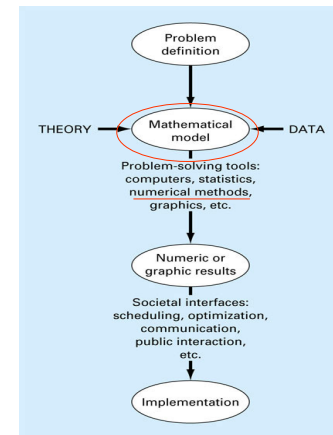 Problem
definition
THEORY
Mathematical
model
DATA
Problem-solving tools:
computers, statistics,
numerical methods,
graphics, etc.
Numeric or
graphic results
Societal interfaces:
scheduling, optimization,
communication,
public interaction,
etc.
Implementation